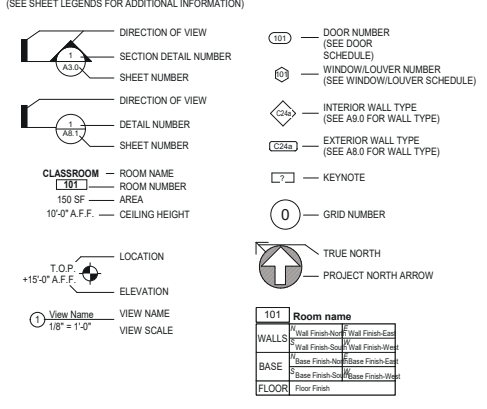 (SEE SHEET LEGENDS FOR ADDITIONAL INFORMATION)
DIRECTION OF VIEW
1
SECTION DETAIL NUMBER
A3.0
SHEET NUMBER
DIRECTION OF VIEW
1
DETAIL NUMBER
A8.1
SHEET NUMBER
CLASSROOM
ROOM NAME
101
ROOM NUMBER
150 SF
AREA
10'-0" A.F.F.
CEILING HEIGHT
LOCATION
T.O.P.
+15'-0" A.F.F.
ELEVATION
1
View Name
VIEW NAME
1/8" = 1'-0"
VIEW SCALE
101
DOOR NUMBER
(SEE DOOR
SCHEDULE)
101
WINDOW/LOUVER NUMBER
(SEE WINDOW/LOUVER SCHEDULE)
C24a
INTERIOR WALL TYPE
(SEE A9.0 FOR WALL TYPE)
C24a
EXTERIOR WALL TYPE
(SEE A8.0 FOR WALL TYPE)
?
KEYNOTE
0
GRID NUMBER
TRUE NORTH
PROJECT NORTH ARROW
101 Room name
WALLS
N Wall Finish-North E Wall Finish-East
S Wall Finish-South W Wall Finish-West
BASE
N Base Finish-North E Base Finish-East
S Base Finish-South W Base Finish-West
FLOOR Floor Finish